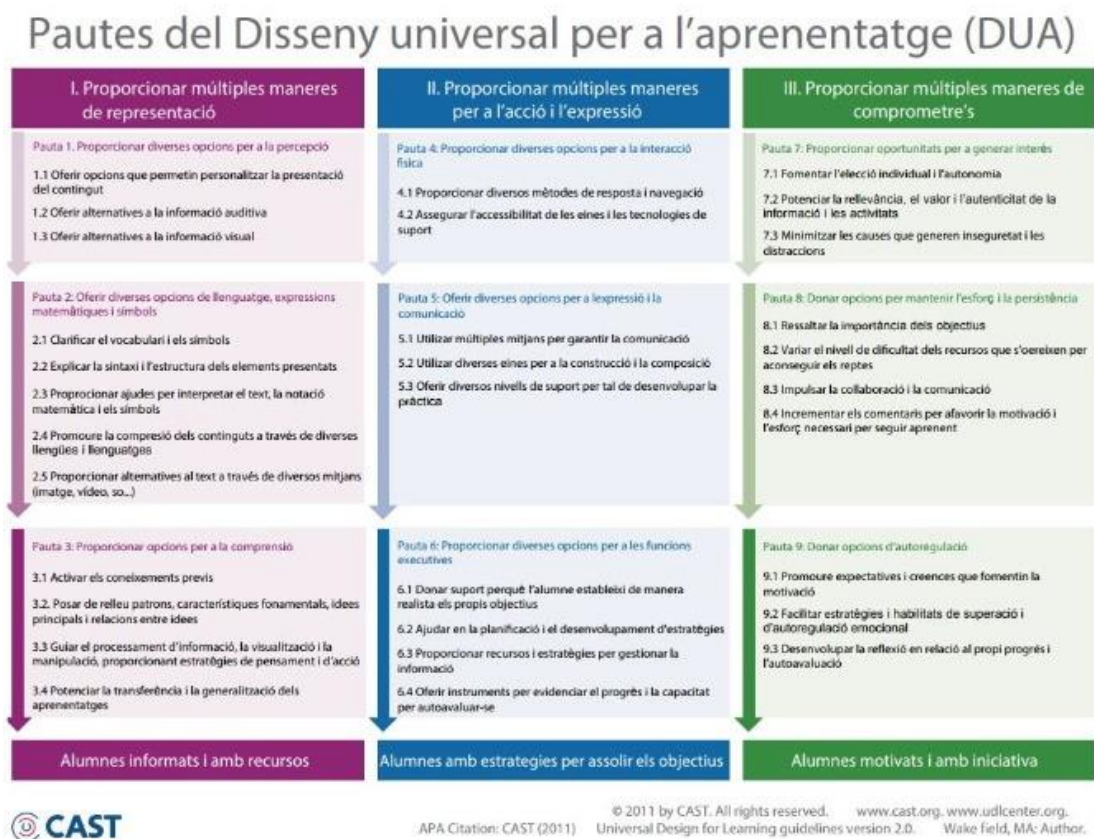 Pautes del Disseny universal per a l'aprenentatge (DUA)
I. Proporcionar múltiples maneres
de representació
Pauta 1. Proporcionar diverses opcions per a la percepció
1.1 Oferir opcions que permetin personalitzar la presentació
del contingut
1.2 Oferir alternatives a la informació auditiva
1.3 Oferir alternatives a la informació visual
Pauta 2: Oferir diverses opcions de llenguatge, expressions
matemàtiques i símbols
2.1 Clarificar el vocabulari i els símbols
2.2 Explicar la sintaxi i l'estructura dels elements presentats
2.3 Proprocionar ajudes per interpretar el text, la notació
matemàtica i els símbols
2.4 Promoure la compresió dels continguts a través de diverses
llengües i llenguatges
2.5 Proporcionar alternatives al text a través de diversos mitjans
(imatge, vídeo, so...)
Pauta 3: Proporcionar opcions per a la comprensió
3.1 Activar els coneixements previs
3.2. Posar de relleu patrons, característiques fonamentals, idees
principals i relacions entre idees
3.3 Guiar el processament d'informació, la visualització i la
manipulació, proporcionant estratègies de pensament i d'acció
3.4 Potenciar la transferència i la generalització dels
aprenentatges
Alumnes informats i amb recursos
II. Proporcionar múltiples maneres
per a l'acció i l'expressió
Pauta 4: Proporcionar diverses opcions per a la interacció
física
4.1 Proporcionar diversos mètodes de resposta i navegació
4.2 Assegurar l'accessibilitat de les eines i les tecnologies de
suport
Pauta 5: Oferir diverses opcions per a lexpressió i la
comunicació
5.1 Utilizar múltiples mitjans per garantir la comunicació
5.2 Utilizar diverses eines per a la construcció i la composició
5.3 Oferir diversos nivells de suport per tal de desenvolupar la
pràctica
Pauta 6: Proporcionar diverses opcions per a les funcions
executives
6.1 Donar suport perquè l'alumne estableixi de manera
realista els propis objectius
6.2 Ajudar en la planificació i el desenvolupament d'estratègies
6.3 Proporcionar recursos i estratègies per gestionar la
informació
6.4 Oferir instruments per evidenciar el progrès i la capacitat
per autoavaluar-se
Alumnes amb estrategies per assolir els objectius
III. Proporcionar múltiples maneres de
comprometre's
Pauta 7: Proporcionar oportunitats per a generar interès
7.1 Fomentar l'elecció individual i l'autonomia
7.2 Potenciar la rellevància, el valor i l'autenticitat de la
informació i les activitats
7.3 Minimitzar les causes que generen inseguretat i les
distraccions
Pauta 8: Donar opcions per mantenir l'esforç i la persistència
8.1 Ressaltar la importància dels objectius
8.2 Variar el nivell de dificultat dels recursos que s'oereixen per
aconseguir els reptes
8.3 Impulsar la col·laboració i la comunicació
8.4 Incrementar els comentaris per afavorir la motivació i
l'esforç necessari per seguir aprenent
Pauta 9: Donar opcions d'autoregulació
9.1 Promoure expectatives i creences que fomentin la
motivació
9.2 Facilitar estratègies i habilitats de superació i
d'autoregulació emocional
9.3 Desenvolupar la reflexió en relació al propi progrés i
l'autoavaluació
Alumnes motivats i amb iniciativa
CAST
© 2011 by CAST. All rights reserved. www.cast.org. www.udlcenter.org.
APA Citation: CAST (2011) Universal Design for Learning guidelines version 2.0. Wake field, MA: Author.